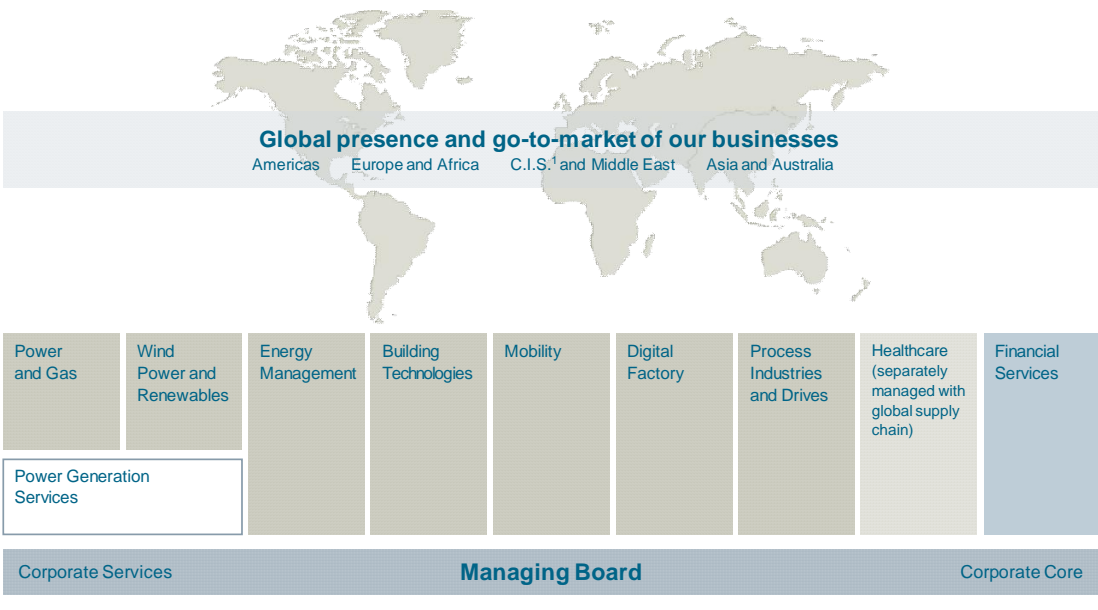 Global presence and go-to-market of our businesses
Americas Europe and Africa C.I.S.¹ and Middle East Asia and Australia
Power
and Gas
Wind
Power and
Renewables
Energy
Management
Building
Technologies
Mobility
Digital
Factory
Process
Industries
and Drives
Healthcare
(separately
managed with
global supply
chain)
Financial
Services
Power Generation
Services
Corporate Services Managing Board Corporate Core